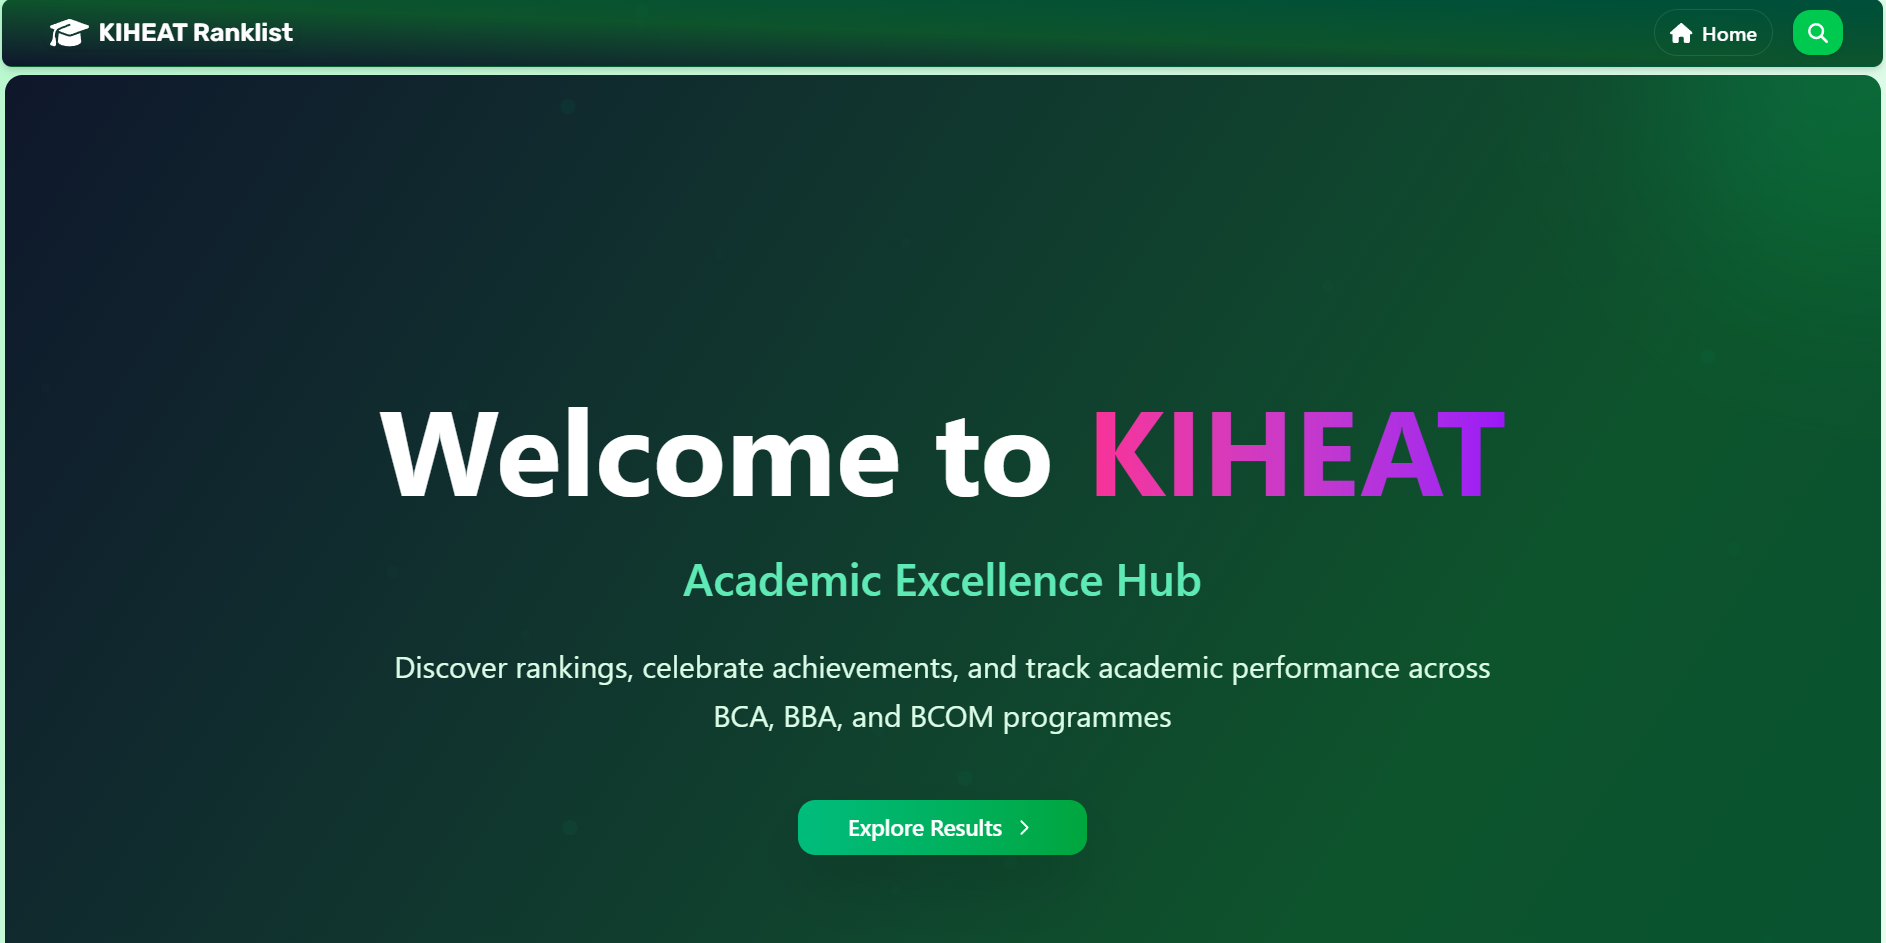 KIHEAT Ranklist
Home
Welcome to KIHEAT
Academic Excellence Hub
Discover rankings, celebrate achievements, and track academic performance across
BCA, BBA, and BCOM programmes
Explore Results